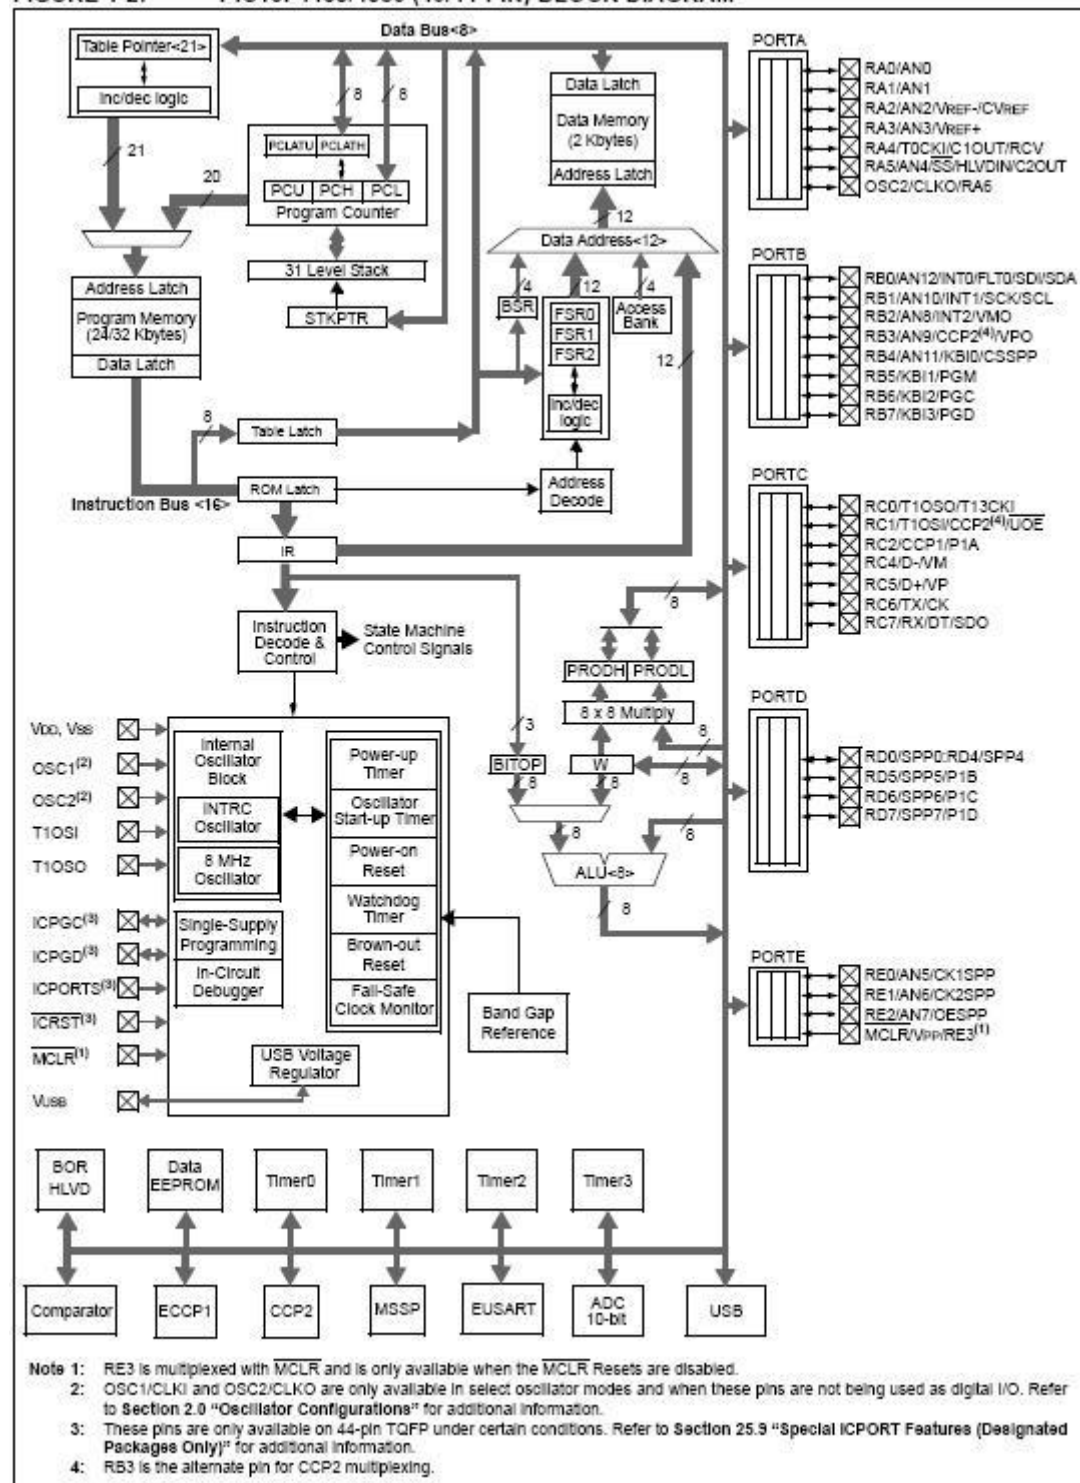 Data Bus<8>
Table Pointer<21>
inc/dec logic
21
20
8
8
PCLATU PCLATH
PCU PCH PCL
Program Counter
31 Level Stack
STKPTR
Address Latch
Program Memory
(24/32 Kbytes)
Data Latch
8
Table Latch
Instruction Bus <16>
ROM Latch
IR
Data Latch
Data Memory
(2 Kbytes)
Address Latch
12
Data Address<12>
4
12
4
BSR
FSR0
FSR1
FSR2
Access
Bank
12
inc/dec
logic
Address
Decode
Instruction
Decode &
Control
State Machine
Control Signals
8
PRODH PRODL
8 x 8 Multiply
3
8
BITOP
W
8
8
8
8
8
ALU<8>
8
VDD, VSS
OSC1(2)
OSC2(2)
T1OSI
T1OSO
ICPGC(3)
ICPGD(3)
ICPORTS(3)
ICRST(3)
MCLR(1)
VUSB
Internal
Oscillator
Block
INTRC
Oscillator
8 MHz
Oscillator
Single-Supply
Programming
In-Circuit
Debugger
Power-up
Timer
Oscillator
Start-up Timer
Power-on
Reset
Watchdog
Timer
Brown-out
Reset
Fail-Safe
Clock Monitor
Band Gap
Reference
USB Voltage
Regulator
PORTA
RA0/AN0
RA1/AN1
RA2/AN2/VREF-/CVREF
RA3/AN3/VREF+
RA4/T0CKI/C1OUT/RCV
RA5/AN4/SS/HLVDIN/C2OUT
OSC2/CLKO/RA6
PORTB
RB0/AN12/INT0/FLT0/SDI/SDA
RB1/AN10/INT1/SCK/SCL
RB2/AN8/INT2/VMO
RB3/AN9/CCP2(4)/VPO
RB4/AN11/KBI0/CSSPP
RB5/KBI1/PGM
RB6/KBI2/PGC
RB7/KBI3/PGD
PORTC
RC0/T1OSO/T13CKI
RC1/T1OSI/CCP2(4)/UOE
RC2/CCP1/P1A
RC4/D-/VM
RC5/D+/VP
RC6/TX/CK
RC7/RX/DT/SDO
PORTD
RD0/SPP0:RD4/SPP4
RD5/SPP5/P1B
RD6/SPP6/P1C
RD7/SPP7/P1D
PORTE
RE0/AN5/CK1SPP
RE1/AN6/CK2SPP
RE2/AN7/OESPP
MCLR/VPP/RE3(1)
BOR
HLVD
Data
EEPROM
Timer0
Timer1
Timer2
Timer3
Comparator
ECCP1
CCP2
MSSP
EUSART
ADC
10-bit
USB
Note 1: RE3 is multiplexed with MCLR and is only available when the MCLR Resets are disabled.
2: OSC1/CLKI and OSC2/CLKO are only available in select oscillator modes and when these pins are not being used as digital I/O. Refer
to Section 2.0 “Oscillator Configurations” for additional information.
3: These pins are only available on 44-pin TQFP under certain conditions. Refer to Section 25.9 “Special ICPORT Features (Designated
Packages Only)” for additional information.
4: RB3 is the alternate pin for CCP2 multiplexing.